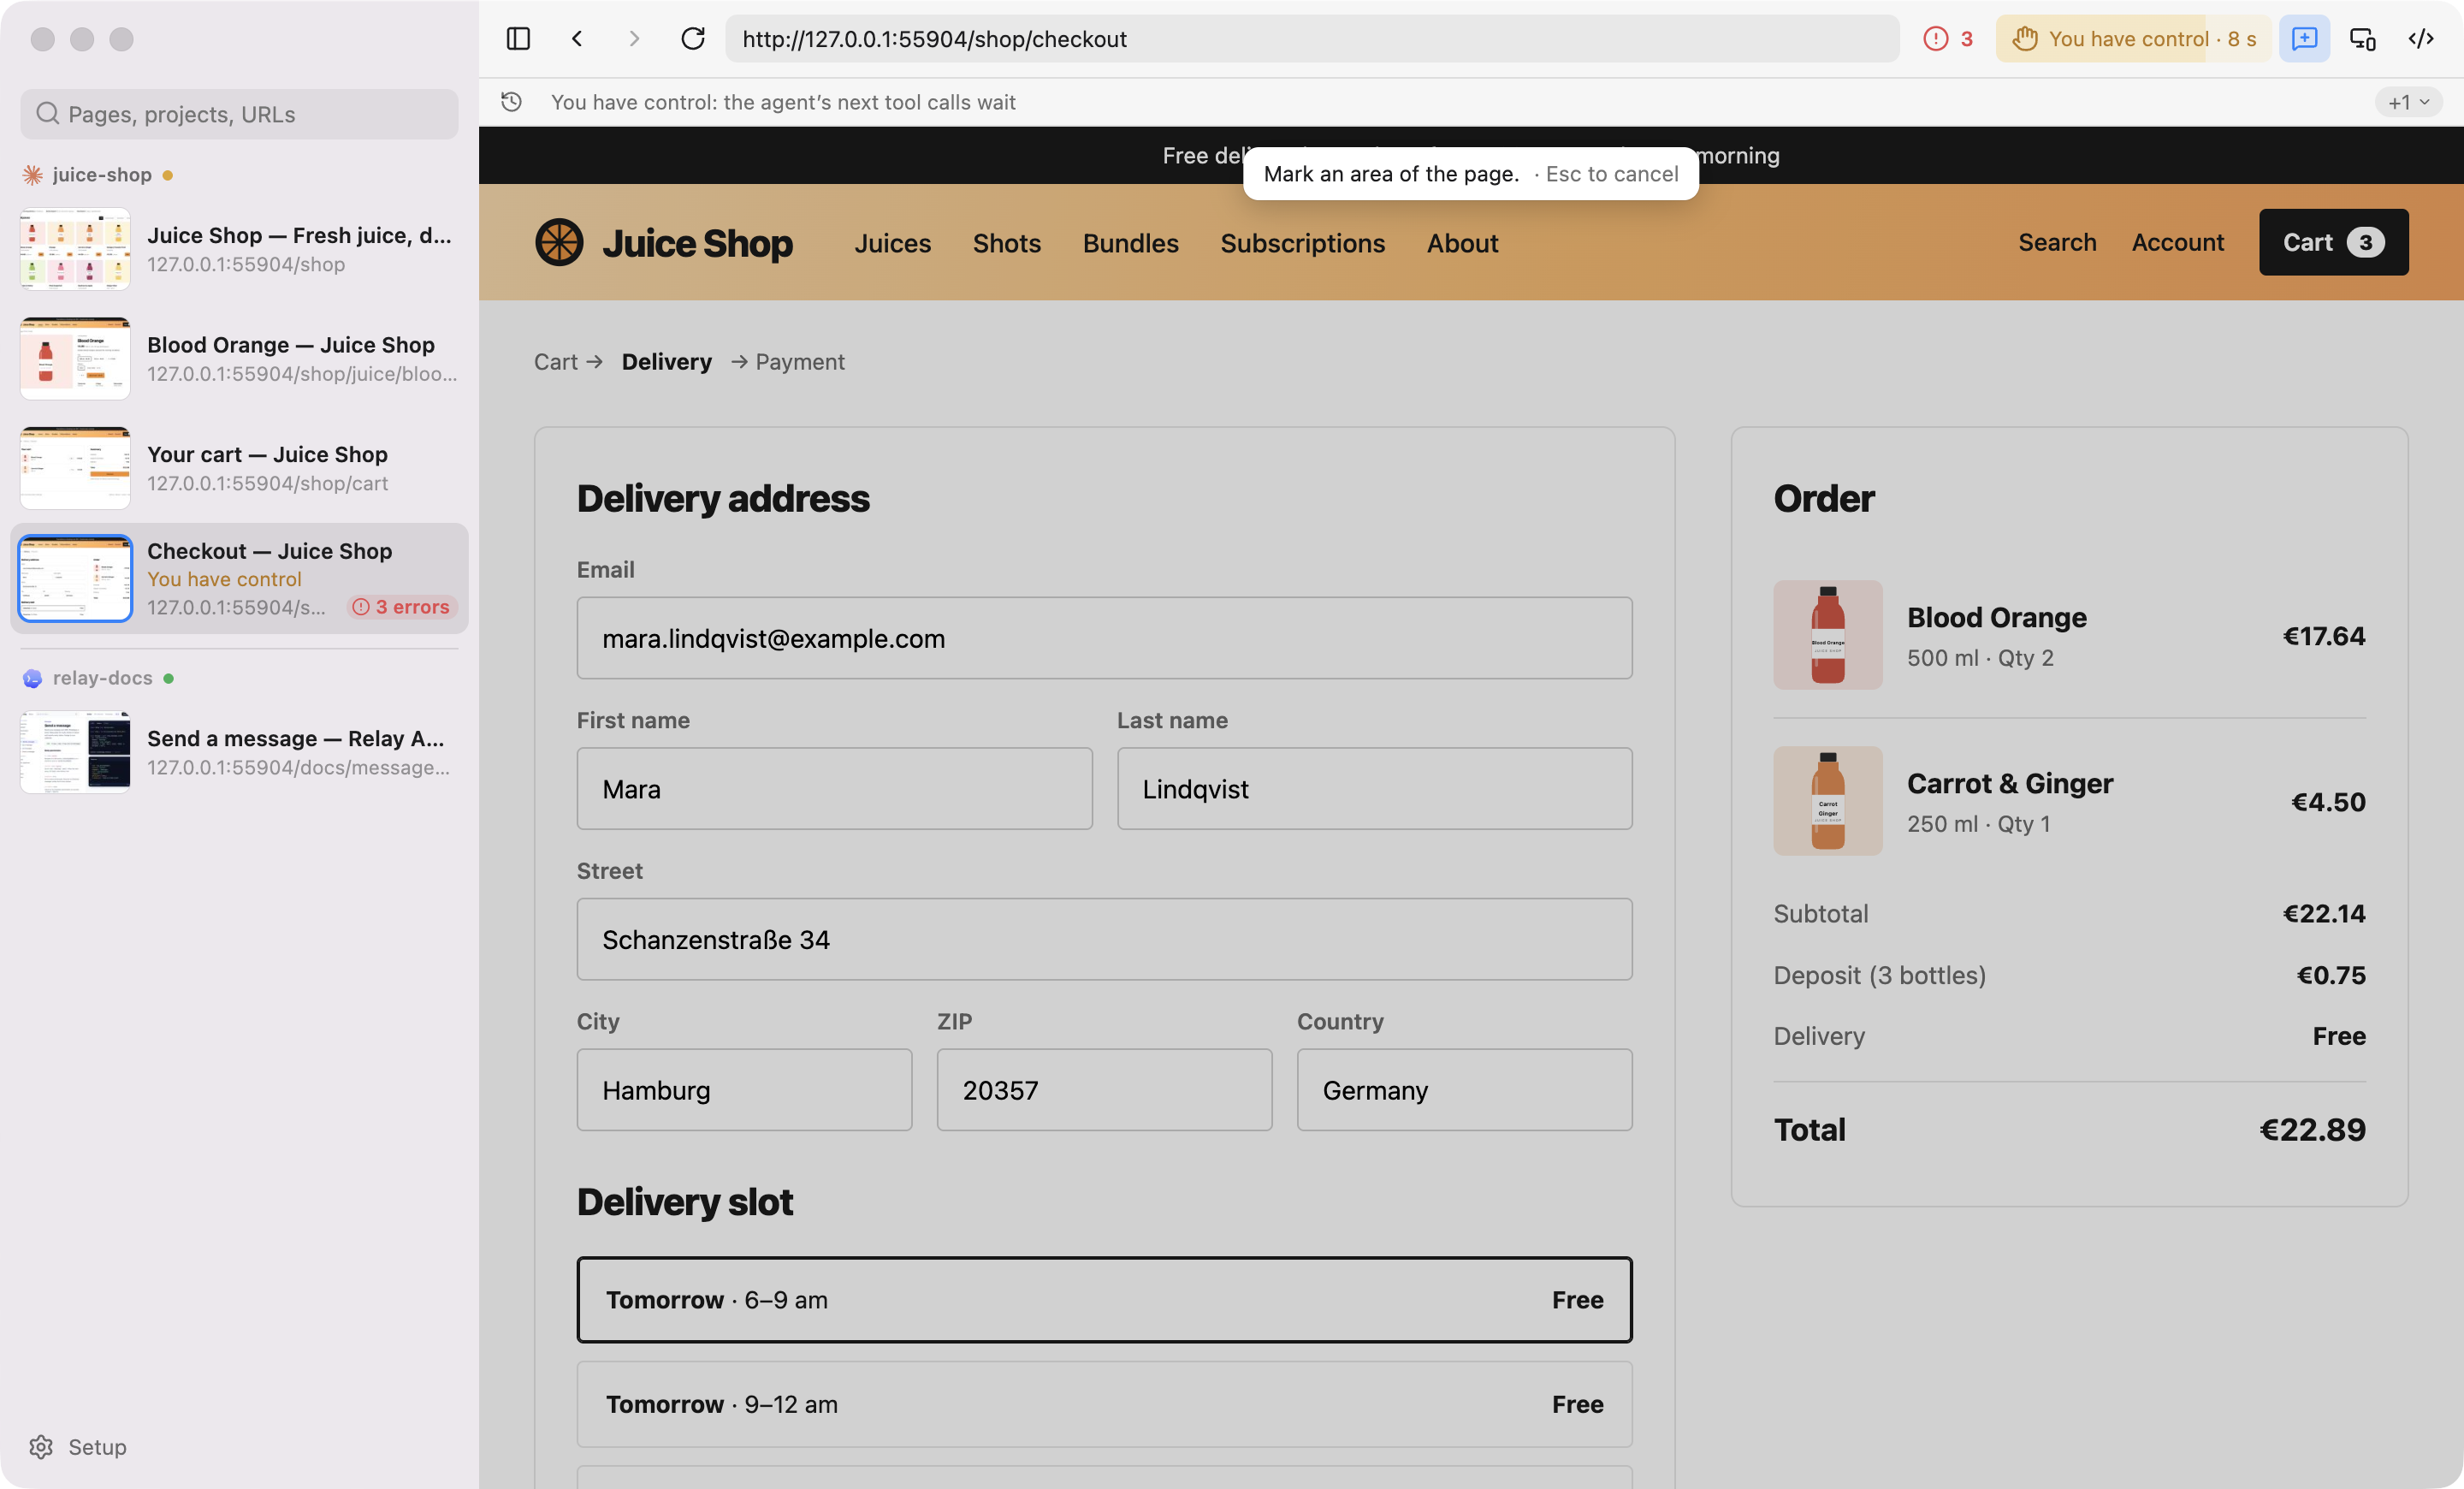 http://127.0.0.1:55904/shop/checkout
3
You have control · 8 s
Pages, projects, URLs
You have control: the agent’s next tool calls wait
+1
juice-shop
Juice Shop — Fresh juice, d...
127.0.0.1:55904/shop
Blood Orange — Juice Shop
127.0.0.1:55904/shop/juice/bloo...
Your cart — Juice Shop
127.0.0.1:55904/shop/cart
Checkout — Juice Shop
You have control
127.0.0.1:55904/s...
3 errors
relay-docs
Send a message — Relay A...
127.0.0.1:55904/docs/message...
Setup
Free morning
Mark an area of the page. · Esc to cancel
Juice Shop
Juices
Shots
Bundles
Subscriptions
About
Search
Account
Cart 3
Cart → Delivery → Payment
Delivery address
Email
mara.lindqvist@example.com
First name
Last name
Mara
Lindqvist
Street
Schanzenstraße 34
City
ZIP
Country
Hamburg
20357
Germany
Delivery slot
Tomorrow · 6–9 am
Free
Tomorrow · 9–12 am
Free
Order
Blood Orange
JUICE SHOP
Blood Orange
500 ml · Qty 2
€17.64
Carrot
Ginger
JUICE SHOP
Carrot & Ginger
250 ml · Qty 1
€4.50
Subtotal
€22.14
Deposit (3 bottles)
€0.75
Delivery
Free
Total
€22.89